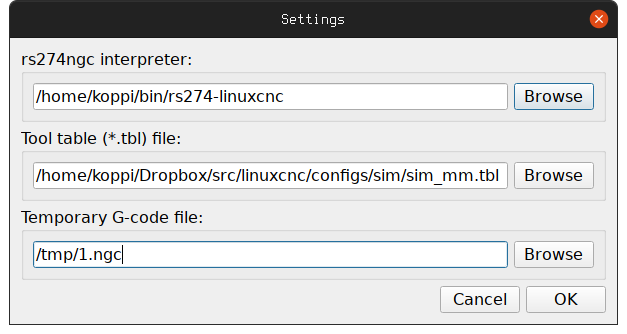 Settings
rs274ngc interpreter:
/home/koppi/bin/rs274-linuxcnc Browse
Tool table (*.tbl) file:
/home/koppi/Dropbox/src/linuxcnc/configs/sim/sim_mm.tbl Browse
Temporary G-code file:
/tmp/1.ngc Browse
Cancel OK